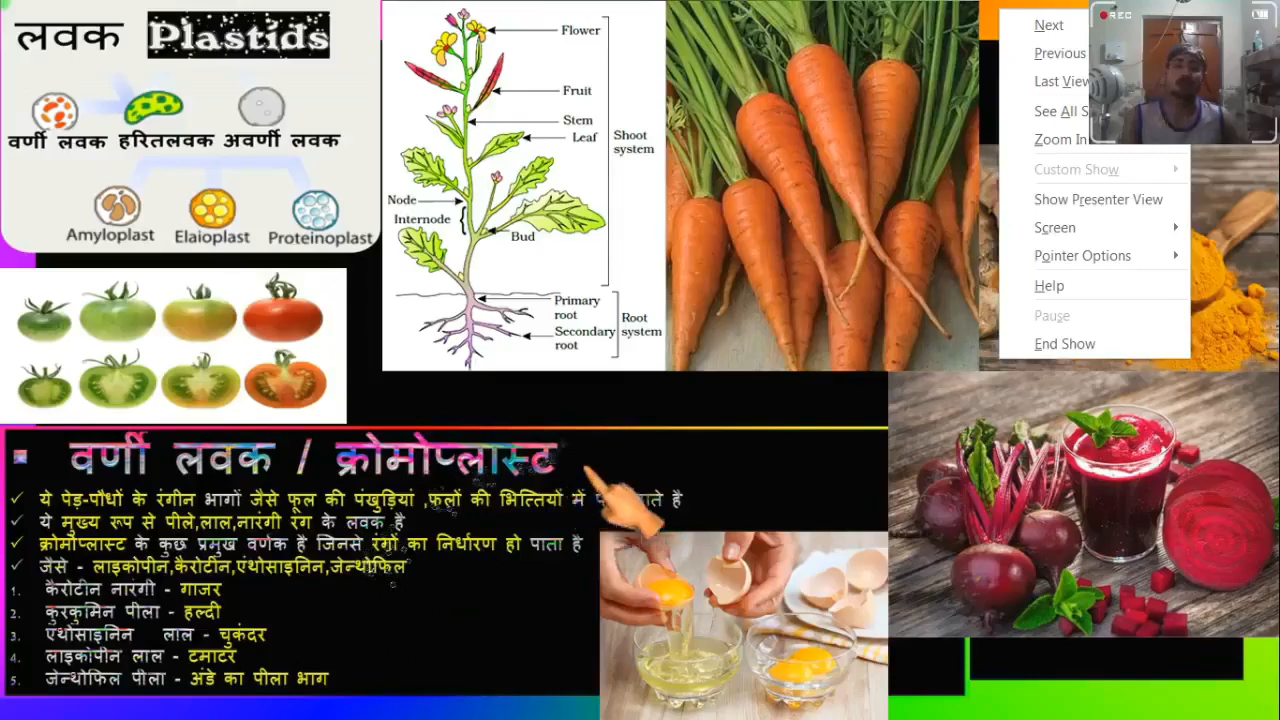 लवक Plastids
वर्णी लवक हरितलवक अवर्णी लवक
Amyloplast Elaioplast Proteinoplast
Flower
Fruit
Stem
Leaf
Shoot
system
Node
Internode
Bud
Primary
root
Secondary
root
Root
system
Next
Previous
Last View
See All S
Zoom In
Custom Show
Show Presenter View
Screen
Pointer Options
Help
Pause
End Show
REC
वर्णी लवक / क्रोमोप्लास्ट
ये पेड़-पौधों के रंगीन भागों जैसे फूल की पंखुड़ियां ,फलों की भित्तियों में है
ये मुख्य रूप से पीले,लाल,नारंगी रंग के लवक है
क्रोमोप्लास्ट के कुछ प्रमुख वर्णक है जिनसे रंगों का निर्धारण हो पाता है
जैसे - लाइकोपीन,कैरोटीन,एंथोसाइनिन,जेन्थोफिल
1. कैरोटीन नारंगी - गाजर
2. कुरकुमिन पीला - हल्दी
3. एंथोसाइनिन लाल - चुकंदर
4. लाइकोपीन लाल - टमाटर
5. जेन्थोफिल पीला - अंडे का पीला भाग